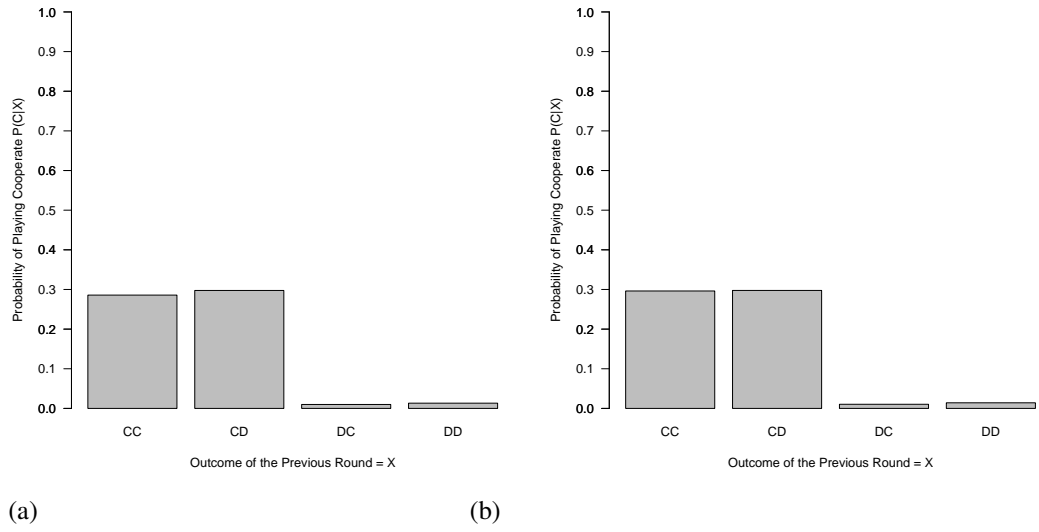 Probability of Playing Cooperate P(C|X)
1.0
0.9
0.8
0.7
0.6
0.5
0.4
0.3
0.2
0.1
0.0
CC CD DC DD
Outcome of the Previous Round = X
(a)
Probability of Playing Cooperate P(C|X)
1.0
0.9
0.8
0.7
0.6
0.5
0.4
0.3
0.2
0.1
0.0
CC CD DC DD
Outcome of the Previous Round = X
(b)